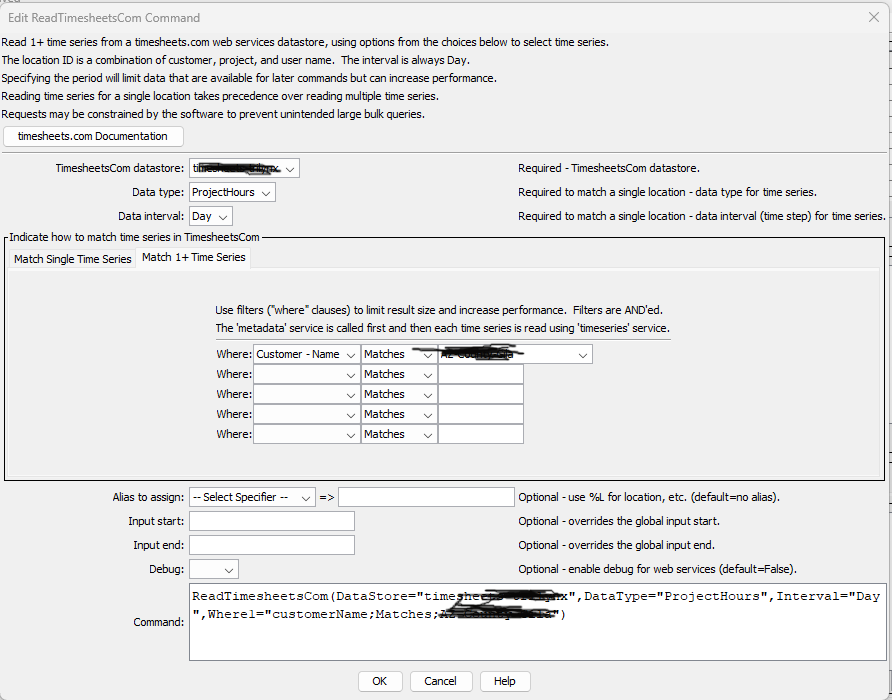 Edit ReadTimesheetsCom Command
Read 1+ time series from a timesheets.com web services datastore, using options from the choices below to select time series.
The location ID is a combination of customer, project, and user name. The interval is always Day.
Specifying the period will limit data that are available for later commands but can increase performance.
Reading time series for a single location takes precedence over reading multiple time series.
Requests may be constrained by the software to prevent unintended large bulk queries.
timesheets.com Documentation
TimesheetsCom datastore: Required - TimesheetsCom datastore.
Data type: ProjectHours Required to match a single location - data type for time series.
Data interval: Day Required to match a single location - data interval (time step) for time series.
Indicate how to match time series in TimesheetsCom
Match Single Time Series Match 1+ Time Series
Use filters ("where" clauses) to limit result size and increase performance. Filters are AND'ed.
The 'metadata' service is called first and then each time series is read using 'timeseries' service.
Where: Customer - Name Matches
Where: Matches
Where: Matches
Where: Matches
Where: Matches
Alias to assign: -- Select Specifier -- => Optional - use %L for location, etc. (default=no alias).
Input start: Optional - overrides the global input start.
Input end: Optional - overrides the global input end.
Debug: Optional - enable debug for web services (default=False).
Command: ReadTimesheetsCom(DataStore=" ",DataType="ProjectHours",Interval="Day
",Where1="customerName;Matches; ")
OK Cancel Help